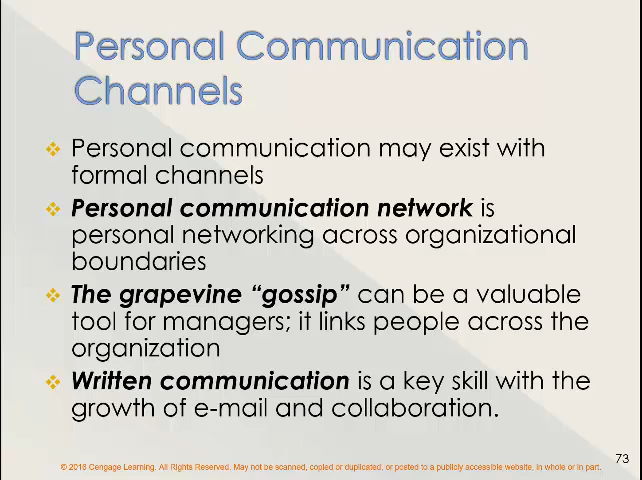 Personal Communication
Channels
Personal communication may exist with
formal channels
Personal communication network is
personal networking across organizational
boundaries
The grapevine “gossip” can be a valuable
tool for managers; it links people across the
organization
Written communication is a key skill with the
growth of e-mail and collaboration.
73
© 2016 Cengage Learning. All Rights Reserved. May not be scanned, copied or duplicated, or posted to a publicly accessible website, in whole or in part.